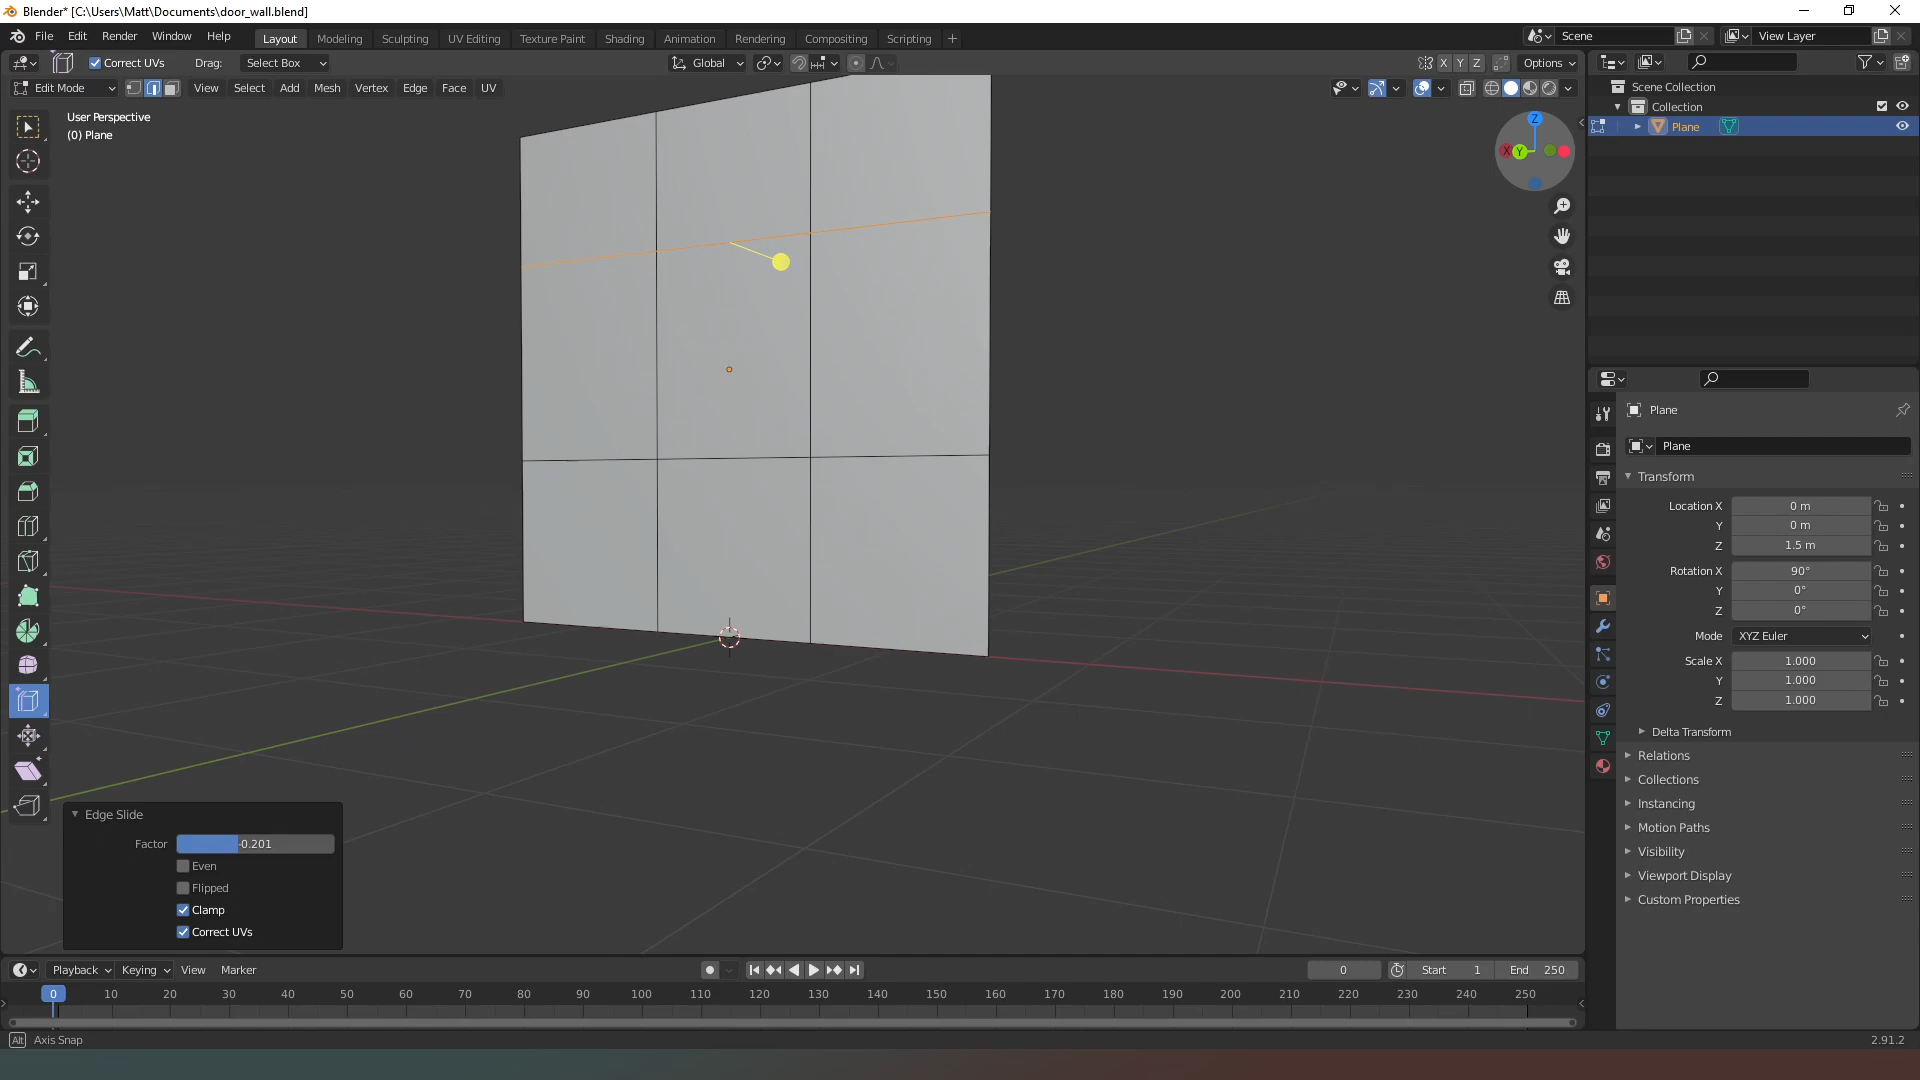 Blender* [C:\Users\Matt\Documents\door_wall.blend]
File Edit Render Window Help Layout Modeling Sculpting UV Editing Texture Paint Shading Animation Rendering Compositing Scripting + Scene View Layer
Correct UVs Drag: Select Box Global X Y Z Options
Edit Mode View Select Add Mesh Vertex Edge Face UV
Scene Collection
Collection
Plane
User Perspective
(0) Plane
Z
X Y
Plane
Plane
Transform
Location X 0 m
Y 0 m
Z 1.5 m
Rotation X 90°
Y 0°
Z 0°
Mode XYZ Euler
Scale X 1.000
Y 1.000
Z 1.000
Delta Transform
Relations
Collections
Instancing
Motion Paths
Visibility
Viewport Display
Custom Properties
Edge Slide
Factor -0.201
Even
Flipped
Clamp
Correct UVs
Playback Keying View Marker 0 Start 1 End 250
0 10 20 30 40 50 60 70 80 90 100 110 120 130 140 150 160 170 180 190 200 210 220 230 240 250
Alt Axis Snap 2.91.2